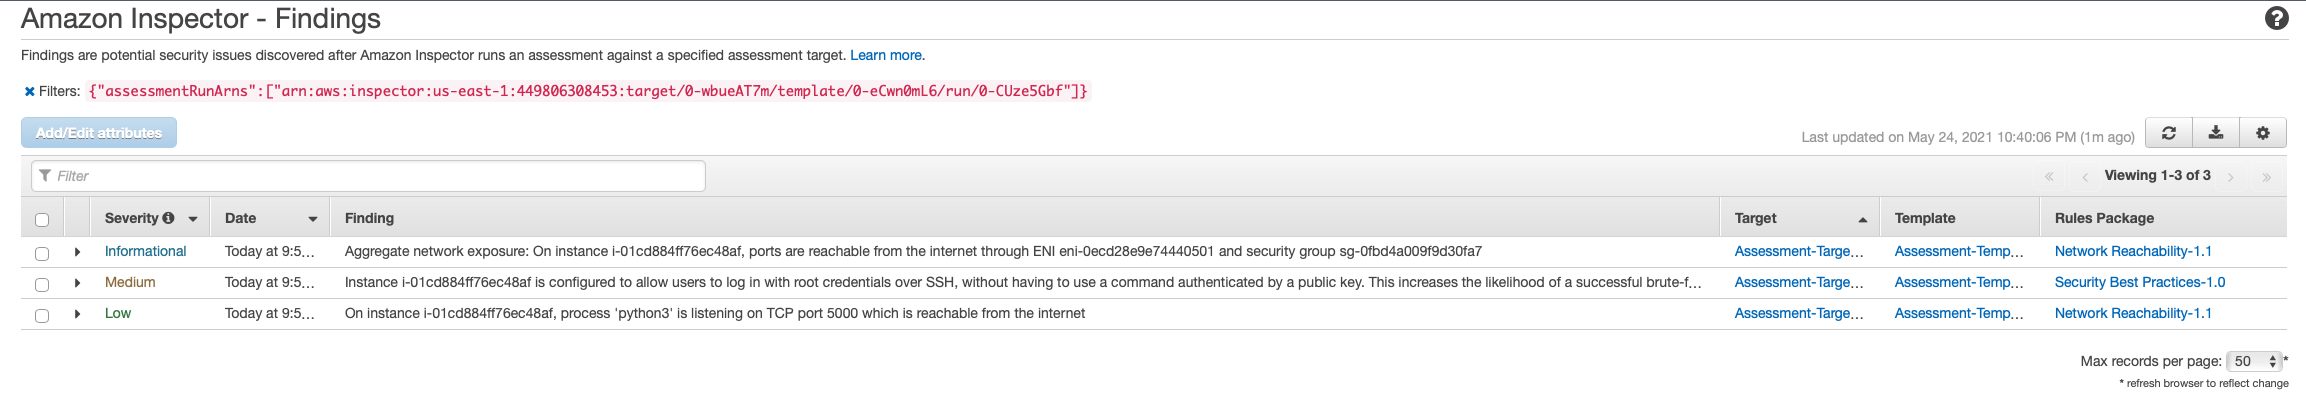 Amazon Inspector - Findings
Findings are potential security issues discovered after Amazon Inspector runs an assessment against a specified assessment target. Learn more.
Filters: {"assessmentRunArns":["arn:aws:inspector:us-east-1:449806308453:target/0-wbueAT7m/template/0-eCwn0mL6/run/0-CUze5Gbf"]}
Add/Edit attributes
Last updated on May 24, 2021 10:40:06 PM (1m ago)
Filter
« ‹ Viewing 1-3 of 3 › »
Severity Date Finding Target Template Rules Package
Informational Today at 9:5... Aggregate network exposure: On instance i-01cd884ff76ec48af, ports are reachable from the internet through ENI eni-0ecd28e9e74440501 and security group sg-0fbd4a009f9d30fa7 Assessment-Targe... Assessment-Temp... Network Reachability-1.1
Medium Today at 9:5... Instance i-01cd884ff76ec48af is configured to allow users to log in with root credentials over SSH, without having to use a command authenticated by a public key. This increases the likelihood of a successful brute-f... Assessment-Targe... Assessment-Temp... Security Best Practices-1.0
Low Today at 9:5... On instance i-01cd884ff76ec48af, process 'python3' is listening on TCP port 5000 which is reachable from the internet Assessment-Targe... Assessment-Temp... Network Reachability-1.1
Max records per page: 50 *
* refresh browser to reflect change